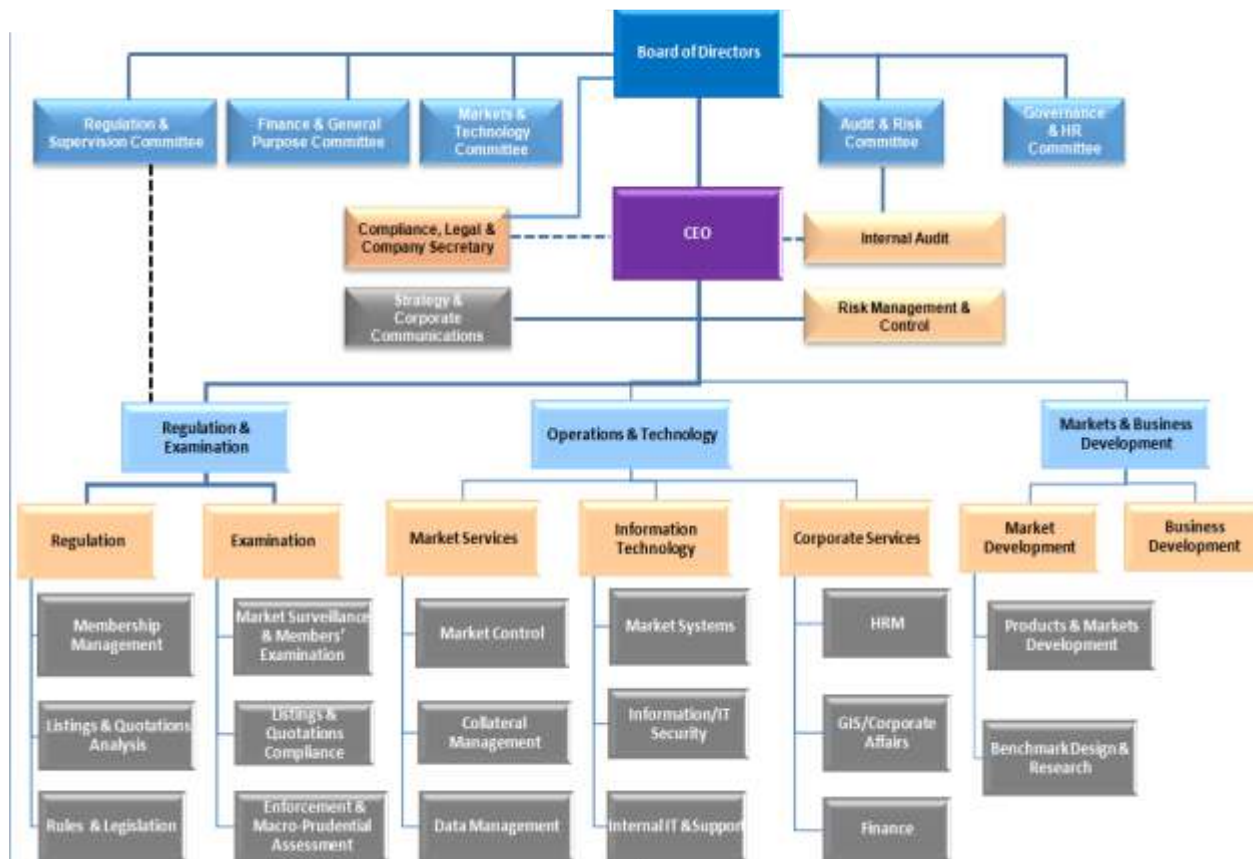 Board of Directors
Regulation &
Supervision Committee
Finance & General
Purpose Committee
Markets &
Technology
Committee
Audit & Risk
Committee
Governance
& HR
Committee
Compliance, Legal &
Company Secretary
CEO
Internal Audit
Strategy &
Corporate
Communications
Risk Management &
Control
Regulation &
Examination
Operations & Technology
Markets & Business
Development
Regulation
Examination
Market Services
Information
Technology
Corporate Services
Market
Development
Business
Development
Membership
Management
Market Surveillance
& Members'
Examination
Market Control
Market Systems
HRM
Products & Markets
Development
Listings & Quotations
Analysis
Listings &
Quotations
Compliance
Collateral
Management
Information/IT
Security
GIS/Corporate
Affairs
Benchmark Design &
Research
Rules & Legislation
Enforcement &
Macro-Prudential
Assessment
Data Management
Internal IT & Support
Finance